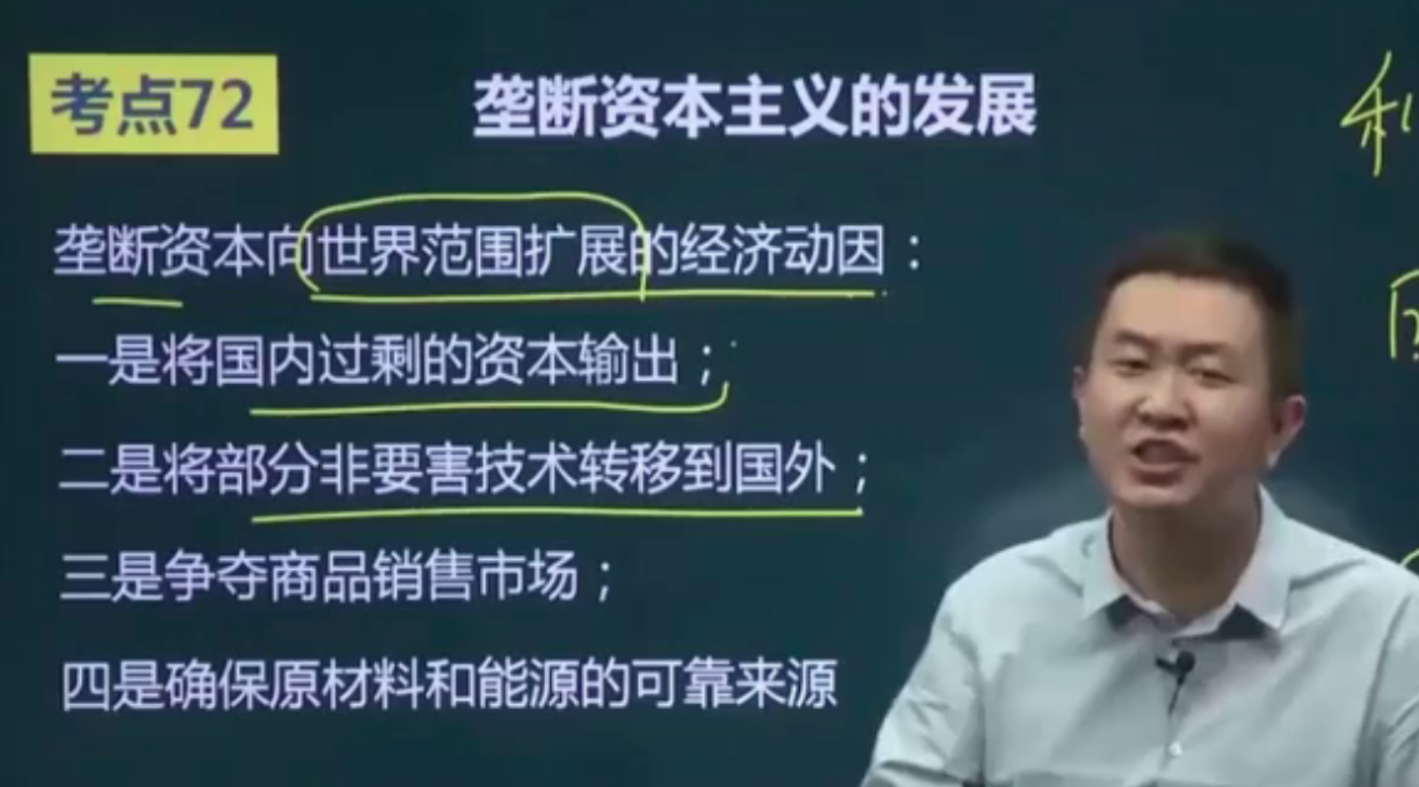 考点72
垄断资本主义的发展
垄断资本向世界范围扩展的经济动因：
一是将国内过剩的资本输出；
二是将部分非要害技术转移到国外；
三是争夺商品销售市场；
四是确保原材料和能源的可靠来源